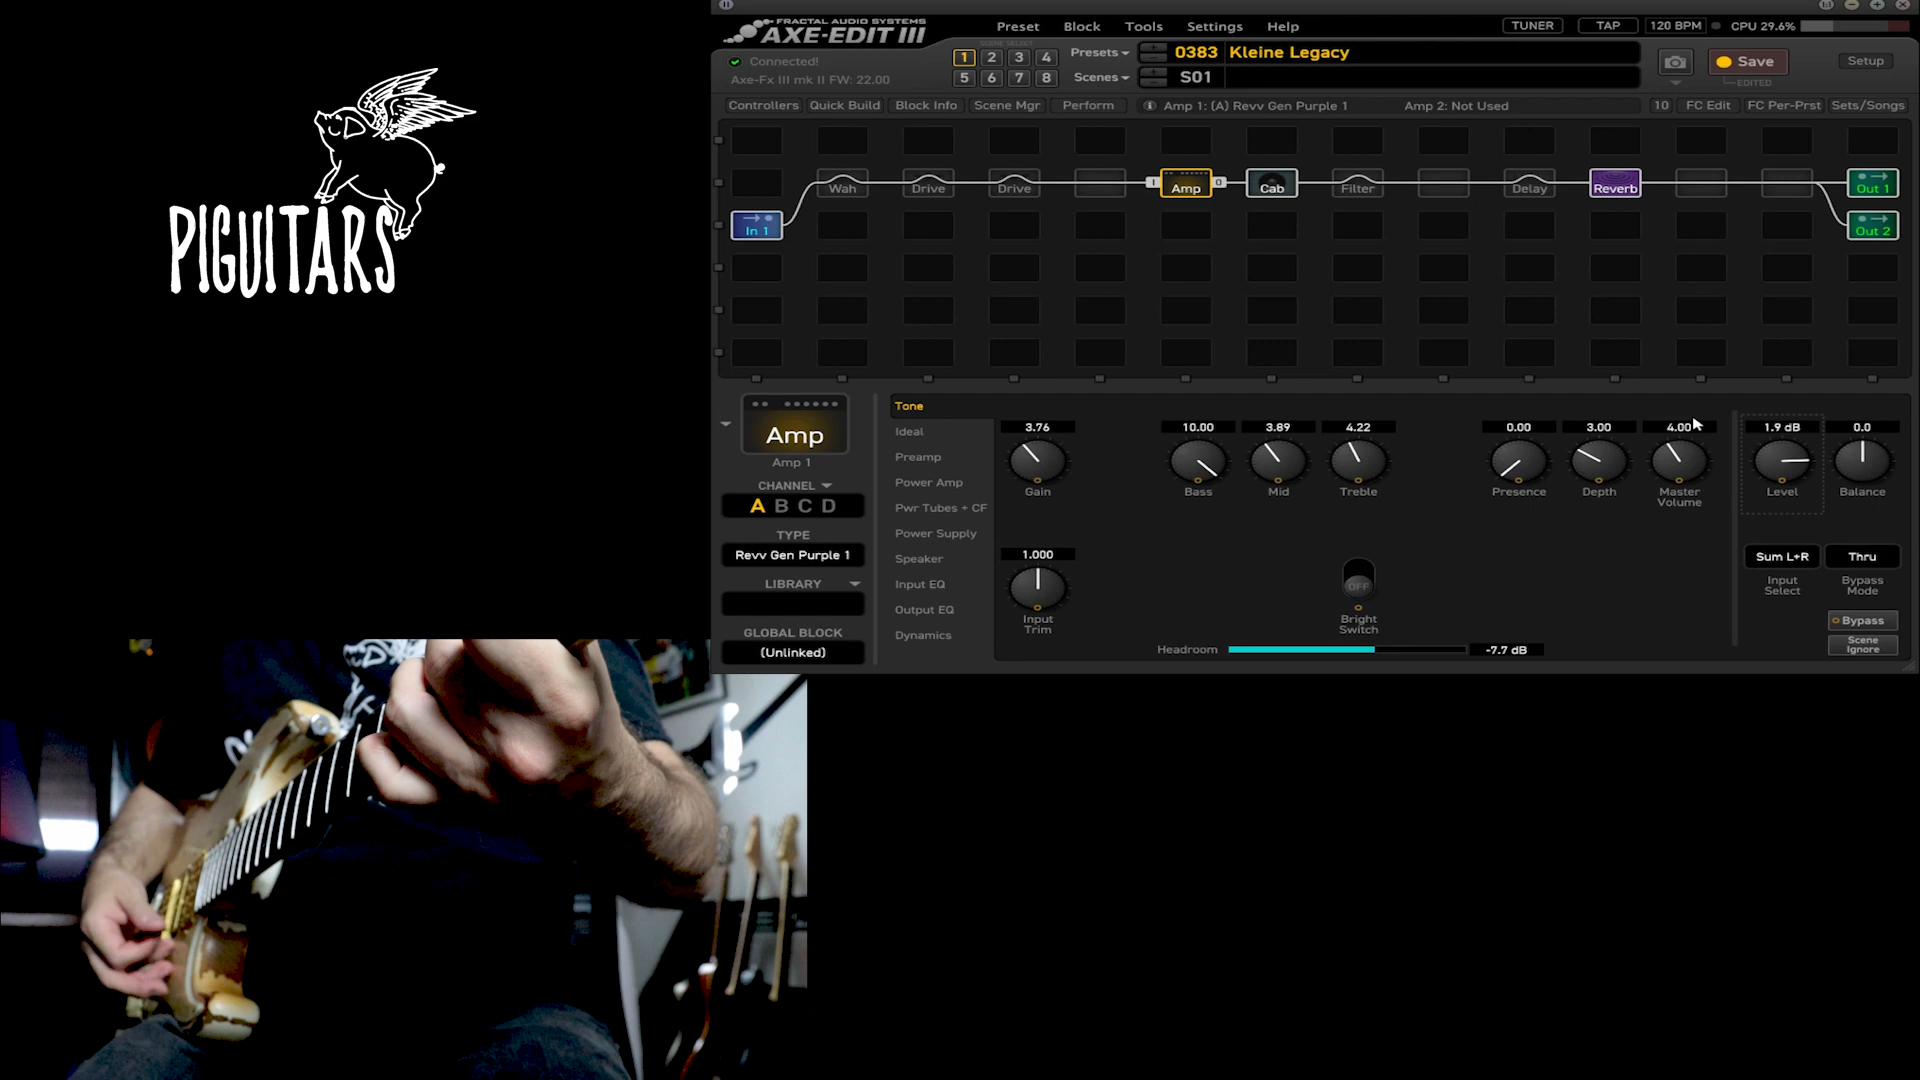 PIGUITARS
FRACTAL AUDIO SYSTEMS
AXE-EDIT III
Preset Block Tools Settings Help
TUNER TAP 120 BPM CPU 29.6%
Connected!
Axe-Fx III mk II FW: 22.00
SCENE SELECT
1 2 3 4
5 6 7 8
Presets 0383 Kleine Legacy
Scenes S01
Save
EDITED
Setup
Controllers Quick Build Block Info Scene Mgr Perform
Amp 1: (A) Revv Gen Purple 1 Amp 2: Not Used
10 FC Edit FC Per-Prst Sets/Songs
Wah Drive Drive I Amp O Cab Filter Delay Reverb Out 1
In 1 Out 2
Amp
Amp 1
CHANNEL
A B C D
TYPE
Revv Gen Purple 1
LIBRARY
GLOBAL BLOCK
(Unlinked)
Tone
Ideal
Preamp
Power Amp
Pwr Tubes + CF
Power Supply
Speaker
Input EQ
Output EQ
Dynamics
3.76 10.00 3.89 4.22 0.00 3.00 4.00 1.9 dB 0.0
Gain Bass Mid Treble Presence Depth Master Volume Level Balance
1.000
Input Trim
OFF
Bright Switch
Sum L+R Thru
Input Select
Bypass Mode
Bypass
Scene Ignore
Headroom -7.7 dB